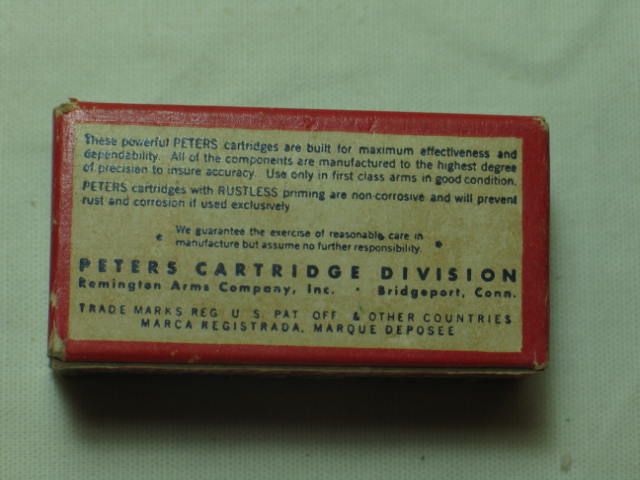 These powerful PETERS cartridges are built for maximum effectiveness and
dependability. All of the components are manufactured to the highest degree
of precision to insure accuracy. Use only in first class arms in good condition.
PETERS cartridges with RUSTLESS priming are non-corrosive and will prevent
rust and corrosion if used exclusively
We guarantee the exercise of reasonable care in
manufacture but assume no further responsibility.
PETERS CARTRIDGE DIVISION
Remington Arms Company, Inc. • Bridgeport, Conn.
TRADE MARKS REG U S. PAT OFF & OTHER COUNTRIES
MARCA REGISTRADA, MARQUE DEPOSEE